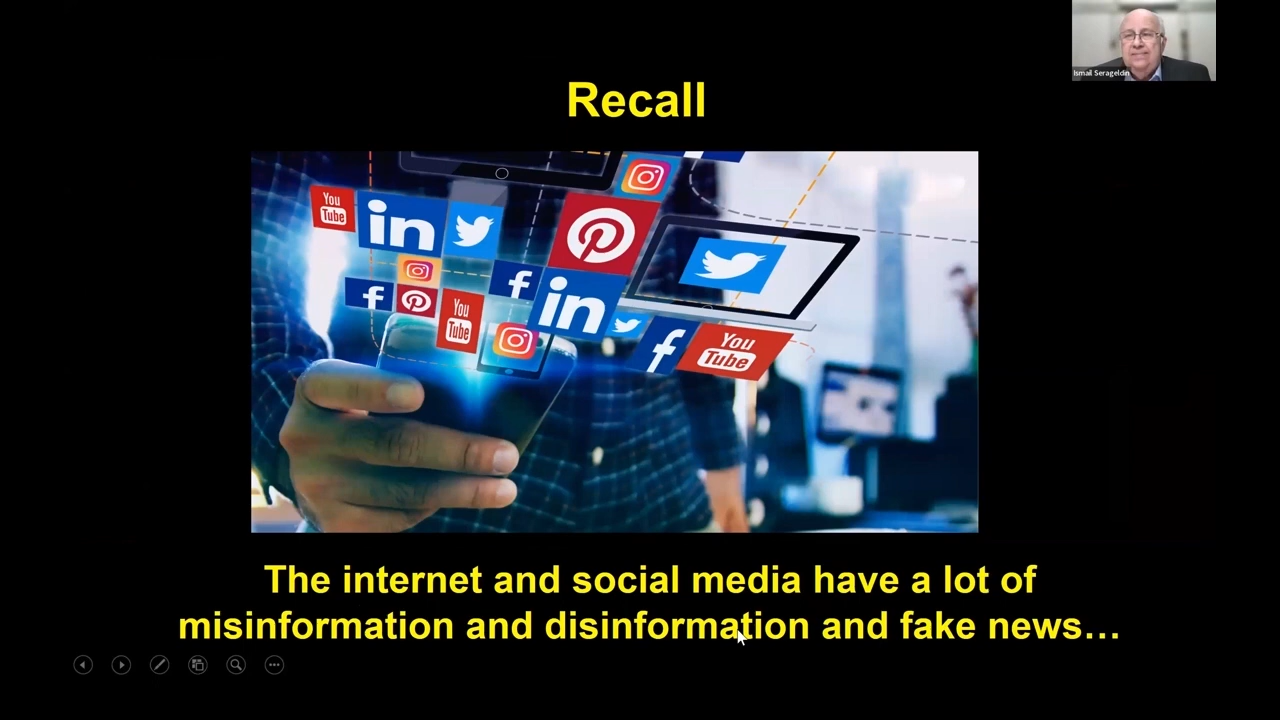 Ismail Serageldin
Recall
You
Tube
in
You
Tube
in
You
Tube
The internet and social media have a lot of
misinformation and disinformation and fake news…